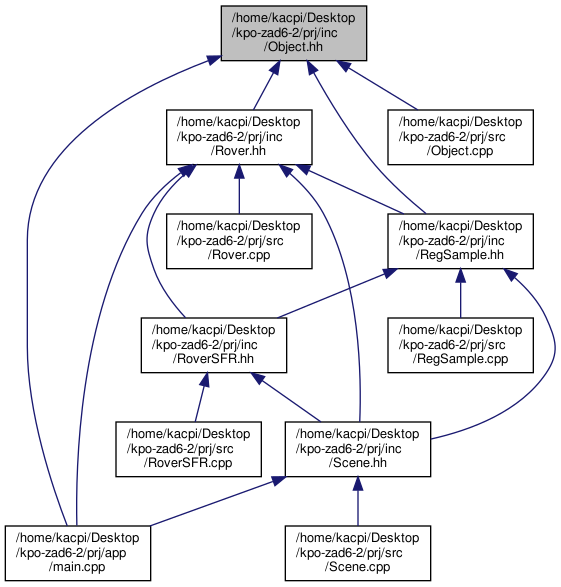 /home/kacpi/Desktop
/kpo-zad6-2/prj/inc
/Object.hh
/home/kacpi/Desktop
/kpo-zad6-2/prj/inc
/Rover.hh
/home/kacpi/Desktop
/kpo-zad6-2/prj/src
/Object.cpp
/home/kacpi/Desktop
/kpo-zad6-2/prj/src
/Rover.cpp
/home/kacpi/Desktop
/kpo-zad6-2/prj/inc
/RegSample.hh
/home/kacpi/Desktop
/kpo-zad6-2/prj/inc
/RoverSFR.hh
/home/kacpi/Desktop
/kpo-zad6-2/prj/src
/RegSample.cpp
/home/kacpi/Desktop
/kpo-zad6-2/prj/src
/RoverSFR.cpp
/home/kacpi/Desktop
/kpo-zad6-2/prj/inc
/Scene.hh
/home/kacpi/Desktop
/kpo-zad6-2/prj/app
/main.cpp
/home/kacpi/Desktop
/kpo-zad6-2/prj/src
/Scene.cpp